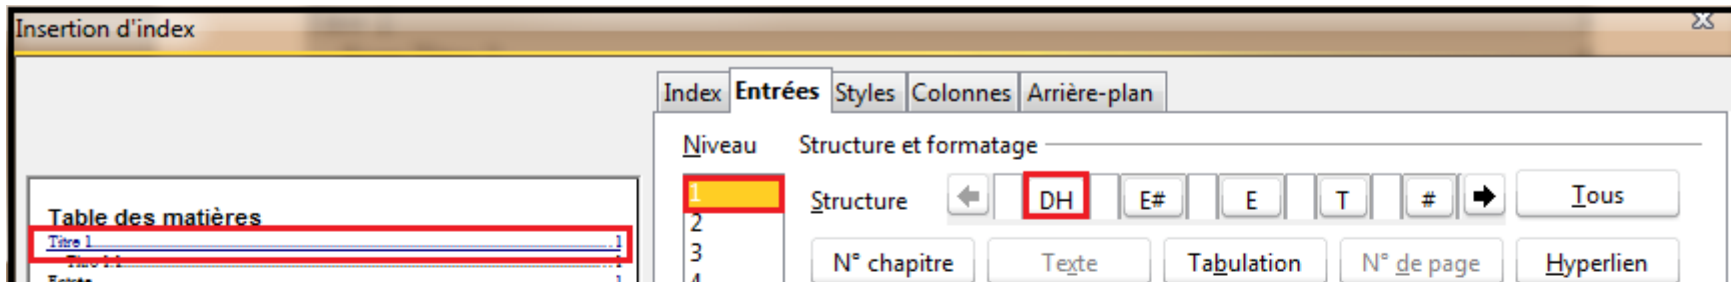 Insertion d'index
Index Entrées Styles Colonnes Arrière-plan
Niveau Structure et formatage
1
Structure DH E# E T # Tous
Table des matières
2
Titre 1 1
3
N° chapitre Texte Tabulation N° de page Hyperlien
4